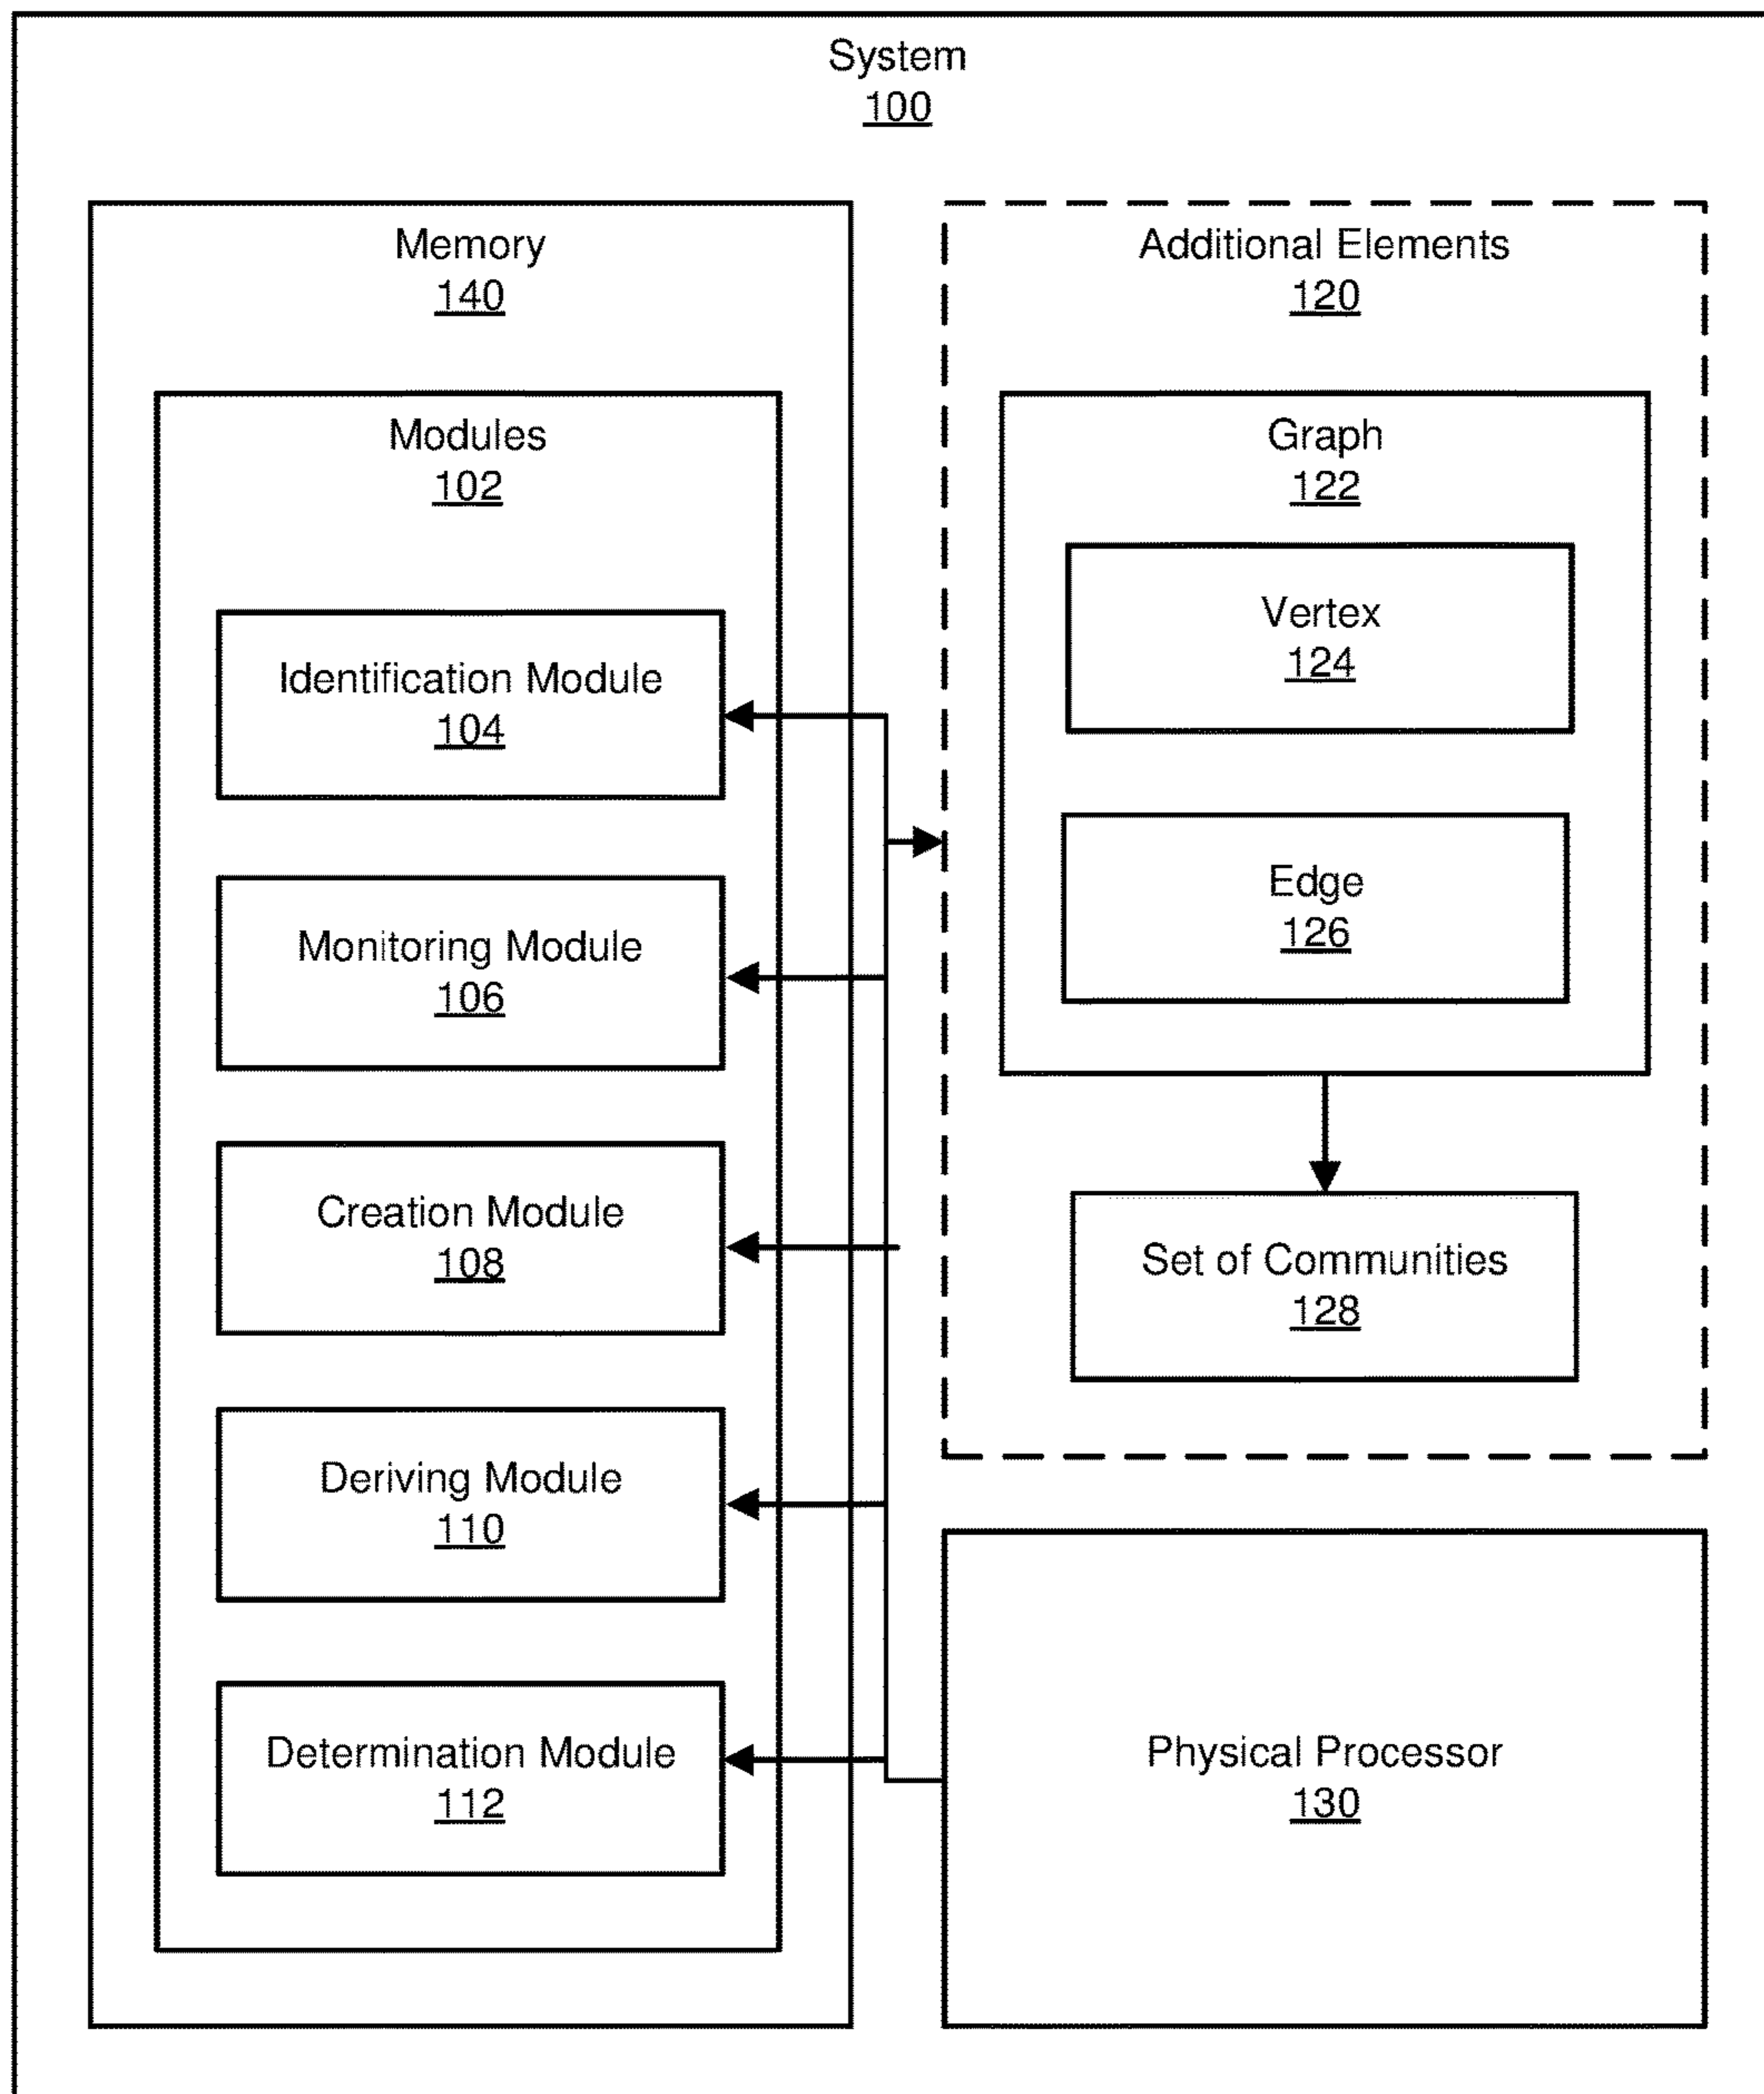 System
100
Memory
140
Modules
102
Identification Module
104
Monitoring Module
106
Creation Module
108
Deriving Module
110
Determination Module
112
Additional Elements
120
Graph
122
Vertex
124
Edge
126
Set of Communities
128
Physical Processor
130